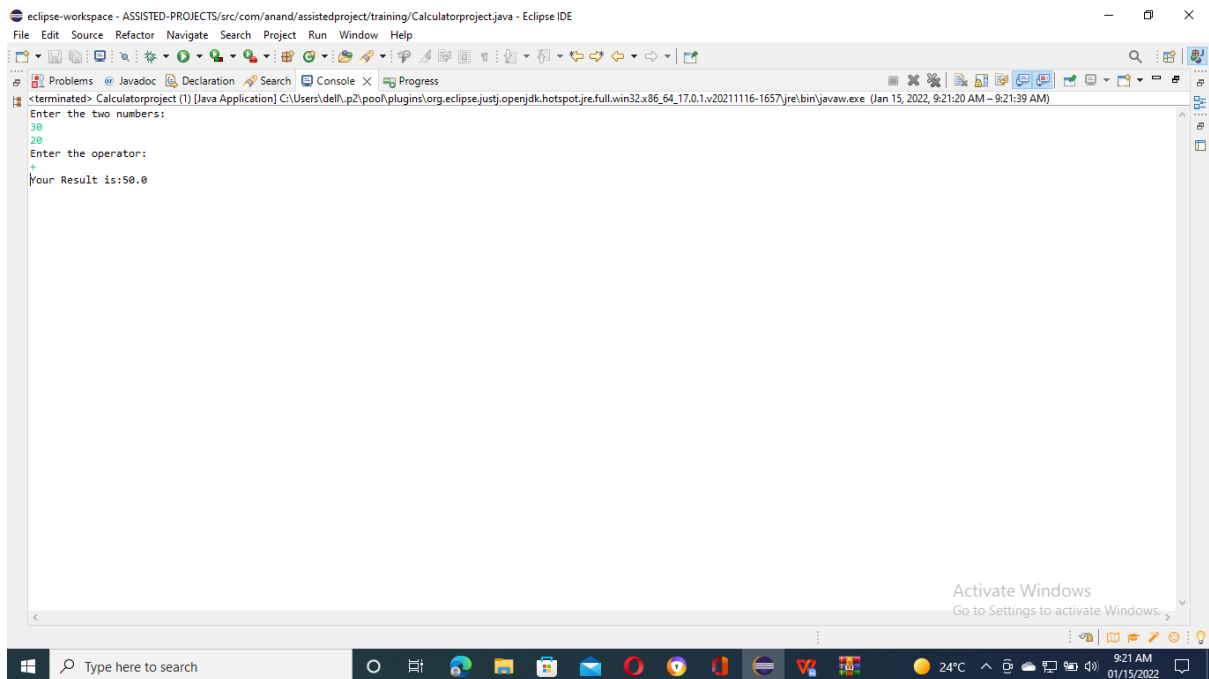 eclipse-workspace - ASSISTED-PROJECTS/src/com/anand/assistedproject/training/Calculatorproject.java - Eclipse IDE
File Edit Source Refactor Navigate Search Project Run Window Help
Problems @ Javadoc Declaration Search Console Progress
<terminated> Calculatorproject (1) [Java Application] C:\Users\dell\.p2\pool\plugins\org.eclipse.justj.openjdk.hotspot.jre.full.win32.x86_64_17.0.1.v20211116-1657\jre\bin\javaw.exe (Jan 15, 2022, 9:21:20 AM – 9:21:39 AM)
Enter the two numbers:
30
20
Enter the operator:
+
Your Result is:50.0
Activate Windows
Go to Settings to activate Windows.
Type here to search
24°C
9:21 AM
01/15/2022